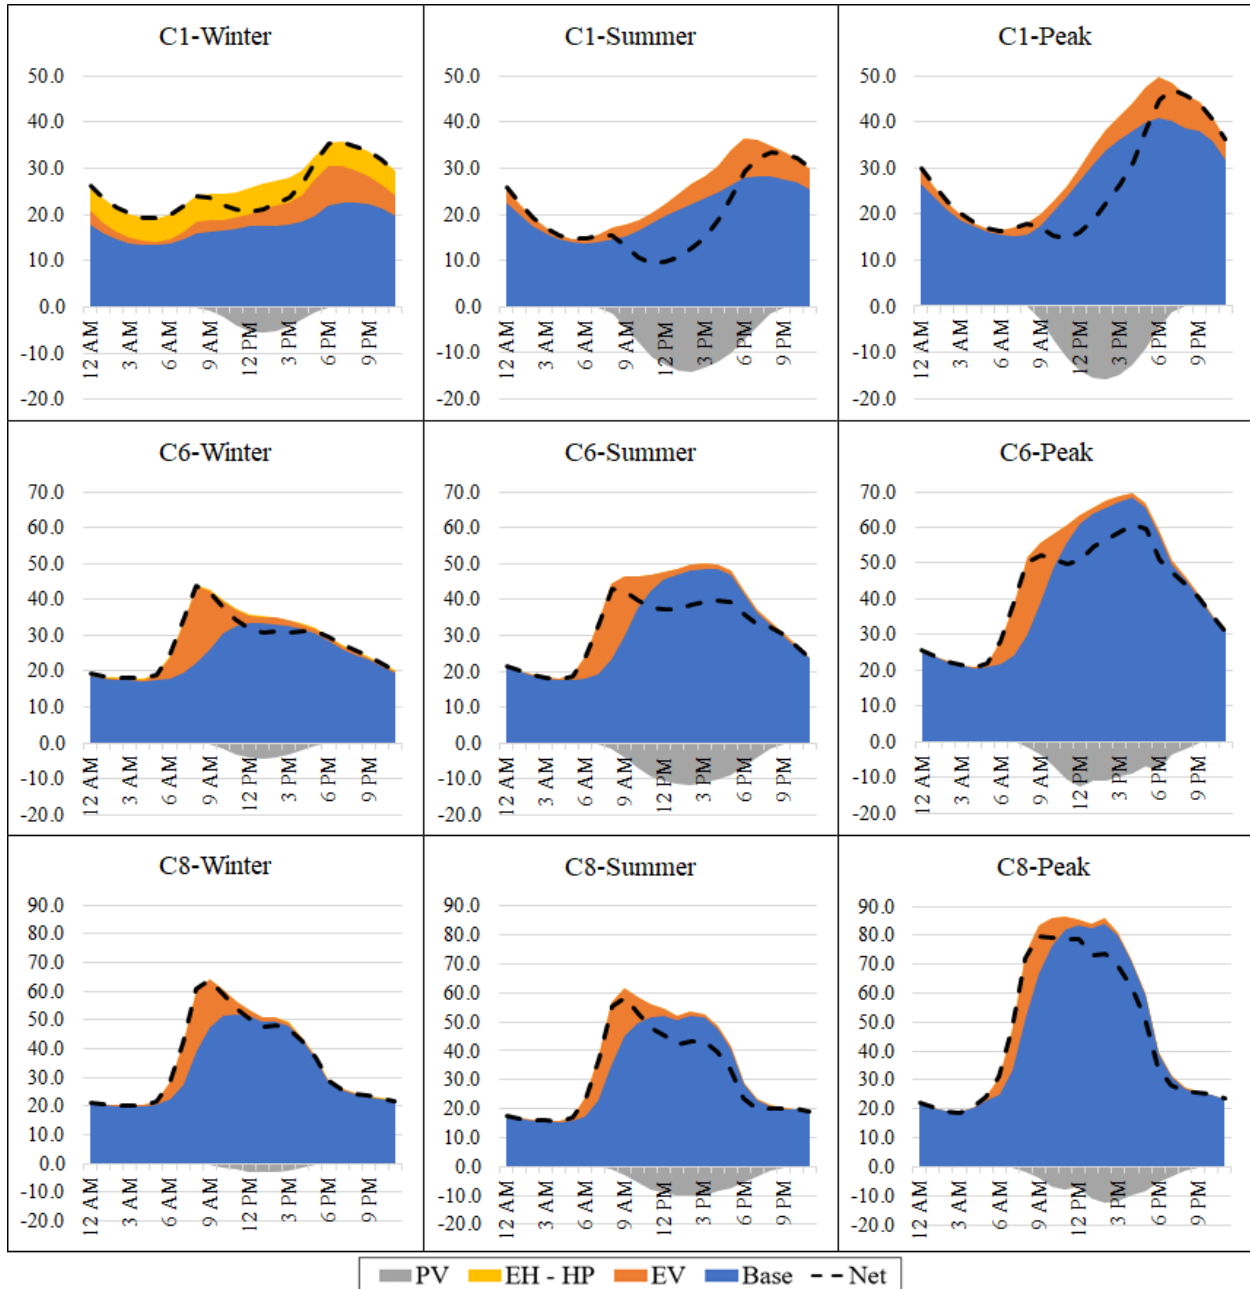 C1-Winter
50.0
40.0
30.0
20.0
10.0
0.0
-10.0
-20.0
12 AM
3 AM
6 AM
9 AM
12 PM
3 PM
6 PM
9 PM
C1-Summer
50.0
40.0
30.0
20.0
10.0
0.0
-10.0
-20.0
12 AM
3 AM
6 AM
9 AM
12 PM
3 PM
6 PM
9 PM
C1-Peak
50.0
40.0
30.0
20.0
10.0
0.0
-10.0
-20.0
12 AM
3 AM
6 AM
9 AM
12 PM
3 PM
6 PM
9 PM
C6-Winter
70.0
60.0
50.0
40.0
30.0
20.0
10.0
0.0
-10.0
-20.0
12 AM
3 AM
6 AM
9 AM
12 PM
3 PM
6 PM
9 PM
C6-Summer
70.0
60.0
50.0
40.0
30.0
20.0
10.0
0.0
-10.0
-20.0
12 AM
3 AM
6 AM
9 AM
12 PM
3 PM
6 PM
9 PM
C6-Peak
70.0
60.0
50.0
40.0
30.0
20.0
10.0
0.0
-10.0
-20.0
12 AM
3 AM
6 AM
9 AM
12 PM
3 PM
6 PM
9 PM
C8-Winter
90.0
80.0
70.0
60.0
50.0
40.0
30.0
20.0
10.0
0.0
-10.0
-20.0
12 AM
3 AM
6 AM
9 AM
12 PM
3 PM
6 PM
9 PM
C8-Summer
90.0
80.0
70.0
60.0
50.0
40.0
30.0
20.0
10.0
0.0
-10.0
-20.0
12 AM
3 AM
6 AM
9 AM
12 PM
3 PM
6 PM
9 PM
C8-Peak
90.0
80.0
70.0
60.0
50.0
40.0
30.0
20.0
10.0
0.0
-10.0
-20.0
12 AM
3 AM
6 AM
9 AM
12 PM
3 PM
6 PM
9 PM
PV EH - HP EV Base Net